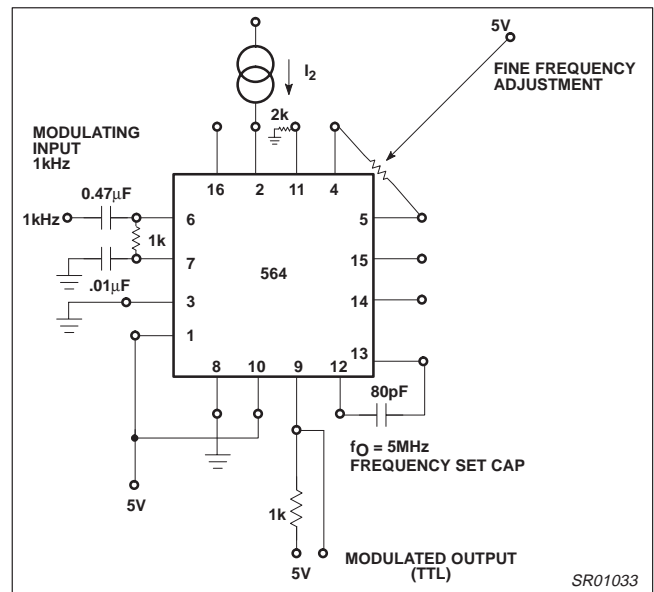 5V
FINE FREQUENCY
ADJUSTMENT
I2
2k
MODULATING
INPUT
1kHz
16
2
11
4
0.47µF
1kHz
6
1k
7
.01µF
3
1
564
5
15
14
13
8
10
9
12
80pF
fO = 5MHz
FREQUENCY SET CAP
5V
1k
5V
MODULATED OUTPUT
(TTL)
SR01033